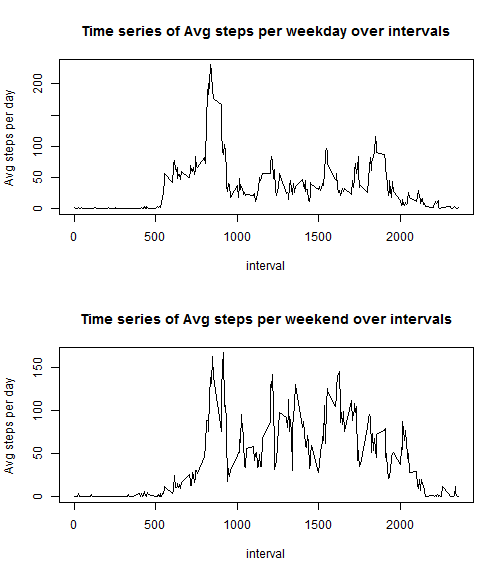 Time series of Avg steps per weekday over intervals
Avg steps per day
200
100
50
0
0 500 1000 1500 2000
interval
Time series of Avg steps per weekend over intervals
Avg steps per day
150
100
50
0
0 500 1000 1500 2000
interval